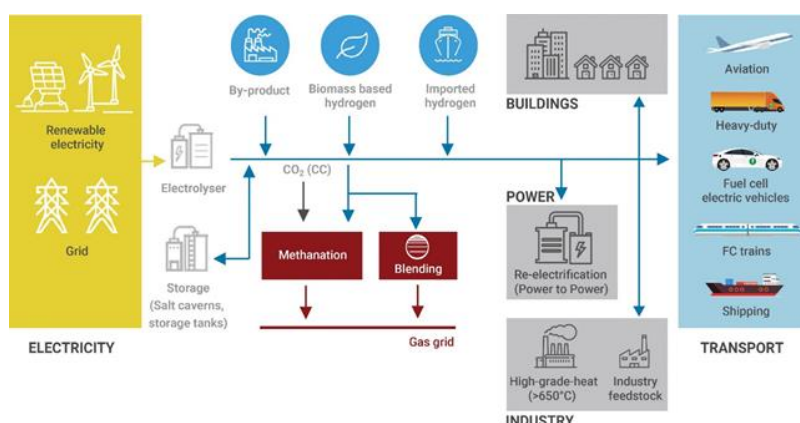 Renewable
electricity
Grid
ELECTRICITY
By-product
Biomass based
hydrogen
Imported
hydrogen
Electrolyser
CO₂ (CC)
Storage
(Salt caverns,
storage tanks)
Methanation
Blending
Gas grid
BUILDINGS
POWER
Re-electrification
(Power to Power)
High-grade-heat
(>650°C)
Industry
feedstock
INDUSTRY
Aviation
Heavy-duty
Fuel cell
electric vehicles
FC trains
Shipping
TRANSPORT